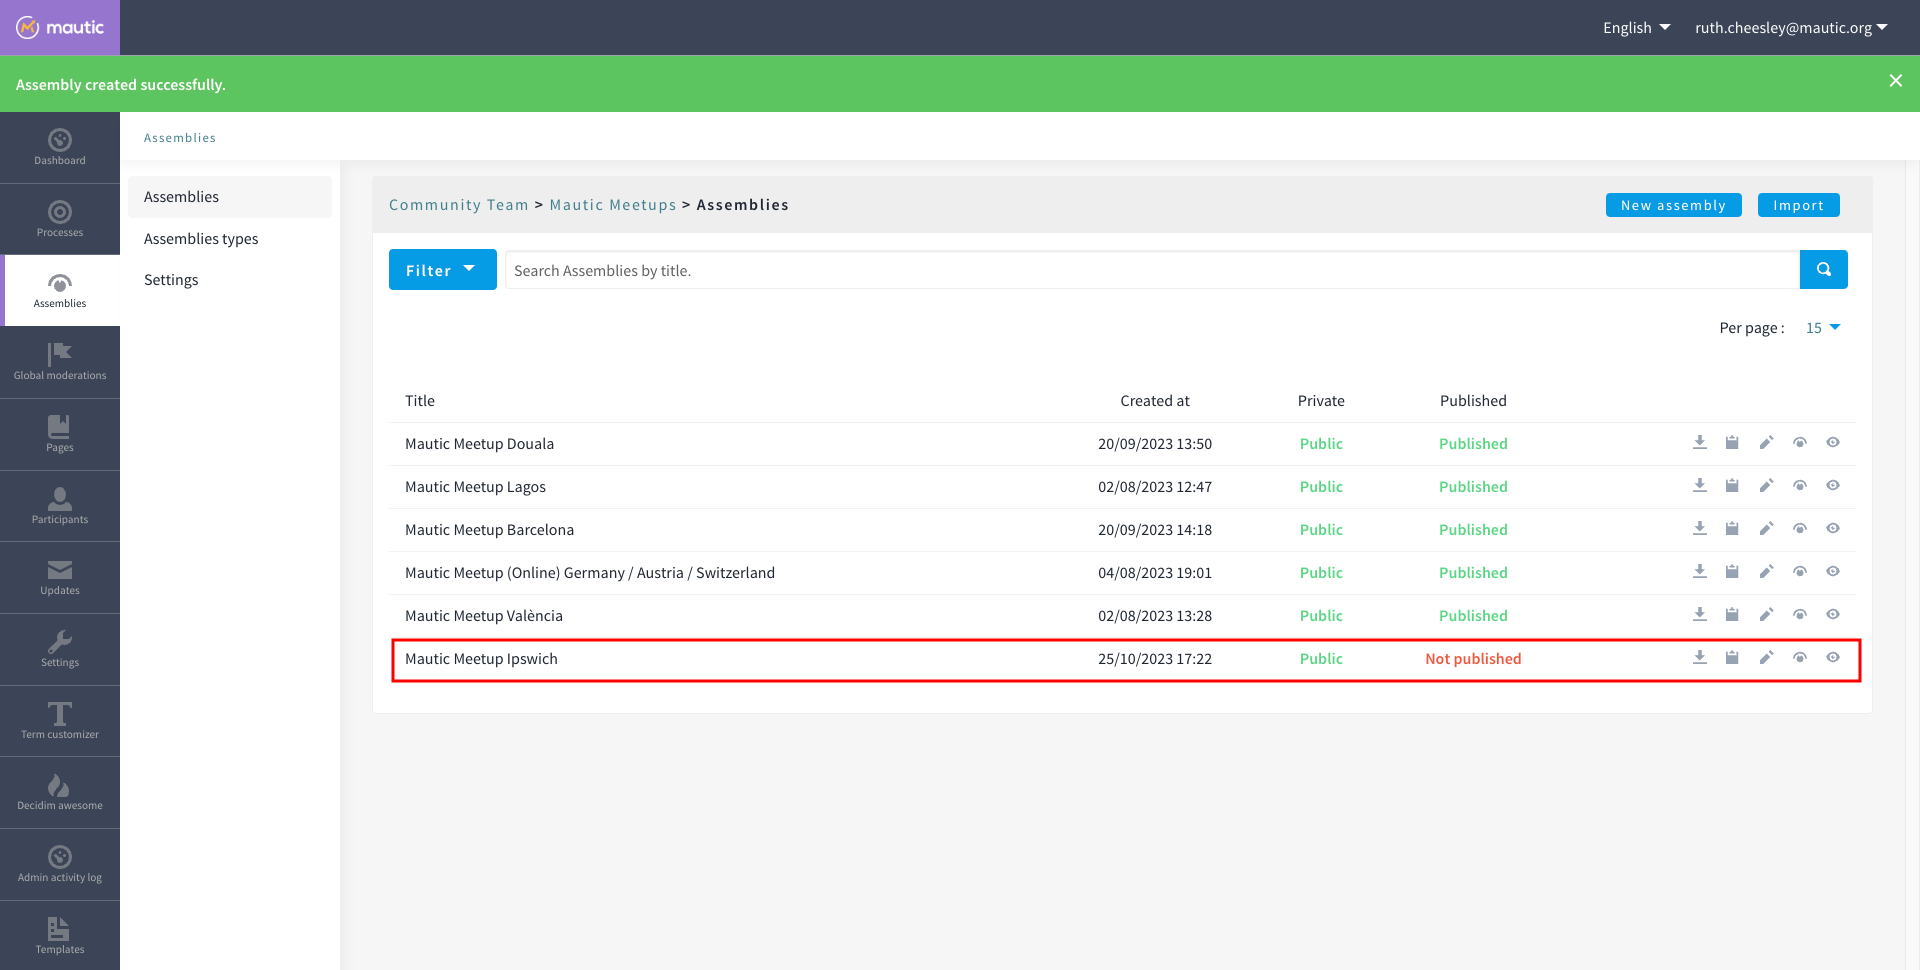 mautic
English
ruth.cheesley@mautic.org
Assembly created successfully.
Dashboard
Processes
Assemblies
Global moderations
Pages
Participants
Updates
Settings
Term customizer
Decidim awesome
Admin activity log
Templates
Assemblies
Assemblies
Assemblies types
Settings
Community Team > Mautic Meetups > Assemblies
New assembly
Import
Filter
Search Assemblies by title.
Per page : 15
Title Created at Private Published
Mautic Meetup Douala 20/09/2023 13:50 Public Published
Mautic Meetup Lagos 02/08/2023 12:47 Public Published
Mautic Meetup Barcelona 20/09/2023 14:18 Public Published
Mautic Meetup (Online) Germany / Austria / Switzerland 04/08/2023 19:01 Public Published
Mautic Meetup València 02/08/2023 13:28 Public Published
Mautic Meetup Ipswich 25/10/2023 17:22 Public Not published